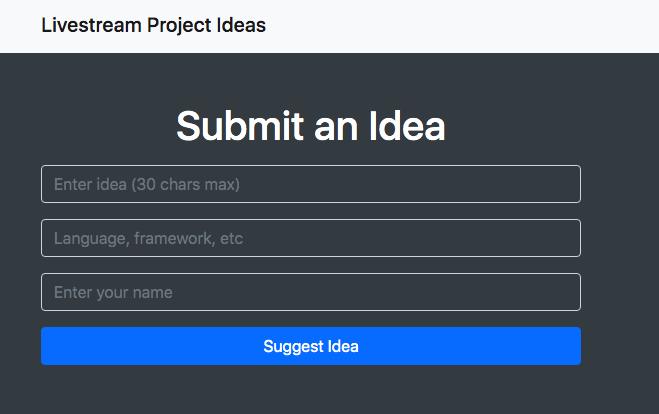 Livestream Project Ideas
Submit an Idea
Enter idea (30 chars max)
Language, framework, etc
Enter your name
Suggest Idea